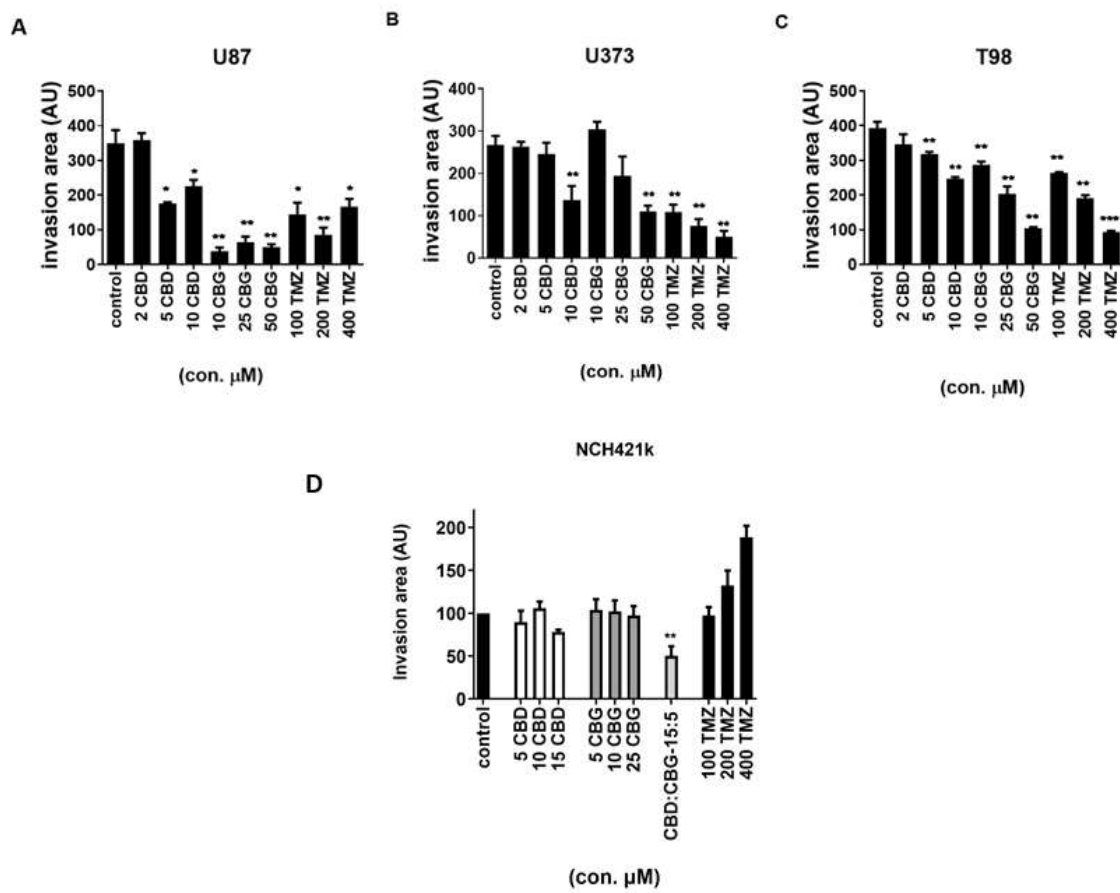 A
U87
invasion area (AU)
500
400
300
200
100
0
*
*
**
**
**
*
**
*
control
2 CBD
5 CBD
10 CBD
10 CBG
25 CBG
50 CBG
100 TMZ
200 TMZ
400 TMZ
(con. μM)
B
U373
invasion area (AU)
400
300
200
100
0
**
**
**
**
**
control
2 CBD
5 CBD
10 CBD
10 CBG
25 CBG
50 CBG
100 TMZ
200 TMZ
400 TMZ
(con. μM)
C
T98
invasion area (AU)
500
400
300
200
100
0
**
**
**
**
**
**
**
***
control
2 CBD
5 CBD
10 CBD
10 CBG
25 CBG
50 CBG
100 TMZ
200 TMZ
400 TMZ
(con. μM)
NCH421k
D
Invasion area (AU)
200
150
100
50
0
**
control
5 CBD
10 CBD
15 CBD
5 CBG
10 CBG
25 CBG
CBD:CBG-15:5
100 TMZ
200 TMZ
400 TMZ
(con. μM)